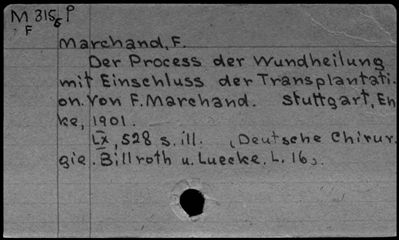 M 315 P
F
Marchand, F.
Der Process der Wundheilung
mit Einschluss der Transplantati.
on. Von F. Marchand. Stuttgart, En
ke, 1901.
LX, 528 s. ill. (Deutsche Chirur.
gie. Billroth u. Luecke. L. 16).